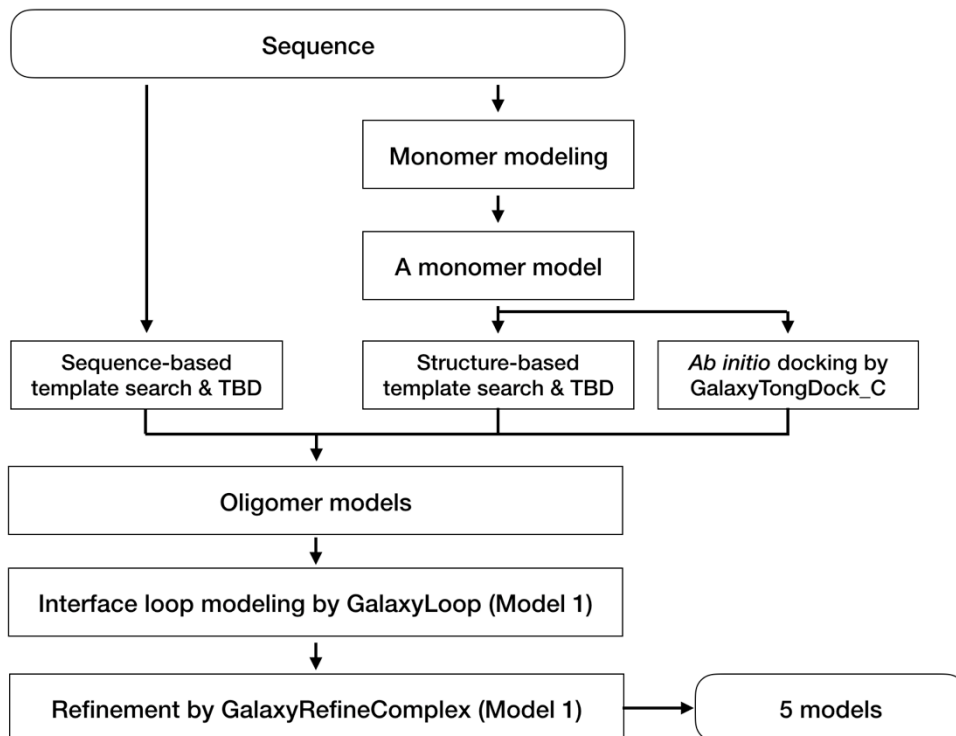 Sequence
Monomer modeling
A monomer model
Sequence-based
template search & TBD
Structure-based
template search & TBD
Ab initio docking by
GalaxyTongDock_C
Oligomer models
Interface loop modeling by GalaxyLoop (Model 1)
Refinement by GalaxyRefineComplex (Model 1)
5 models